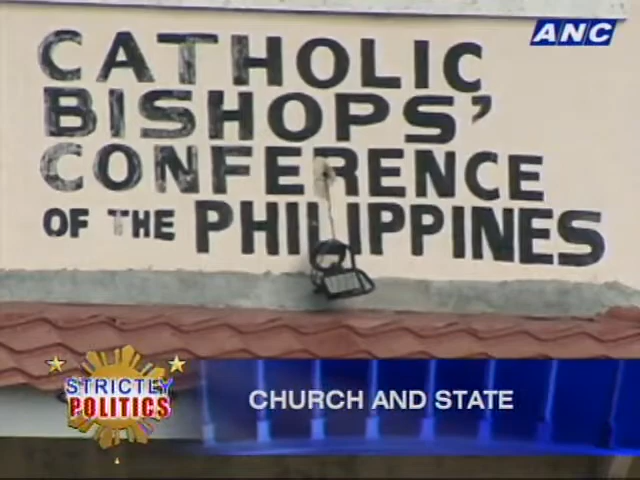 ANC
CATHOLIC
BISHOPS'
CONFERENCE
OF THE PHILIPPINES
STRICTLY
POLITICS
CHURCH AND STATE